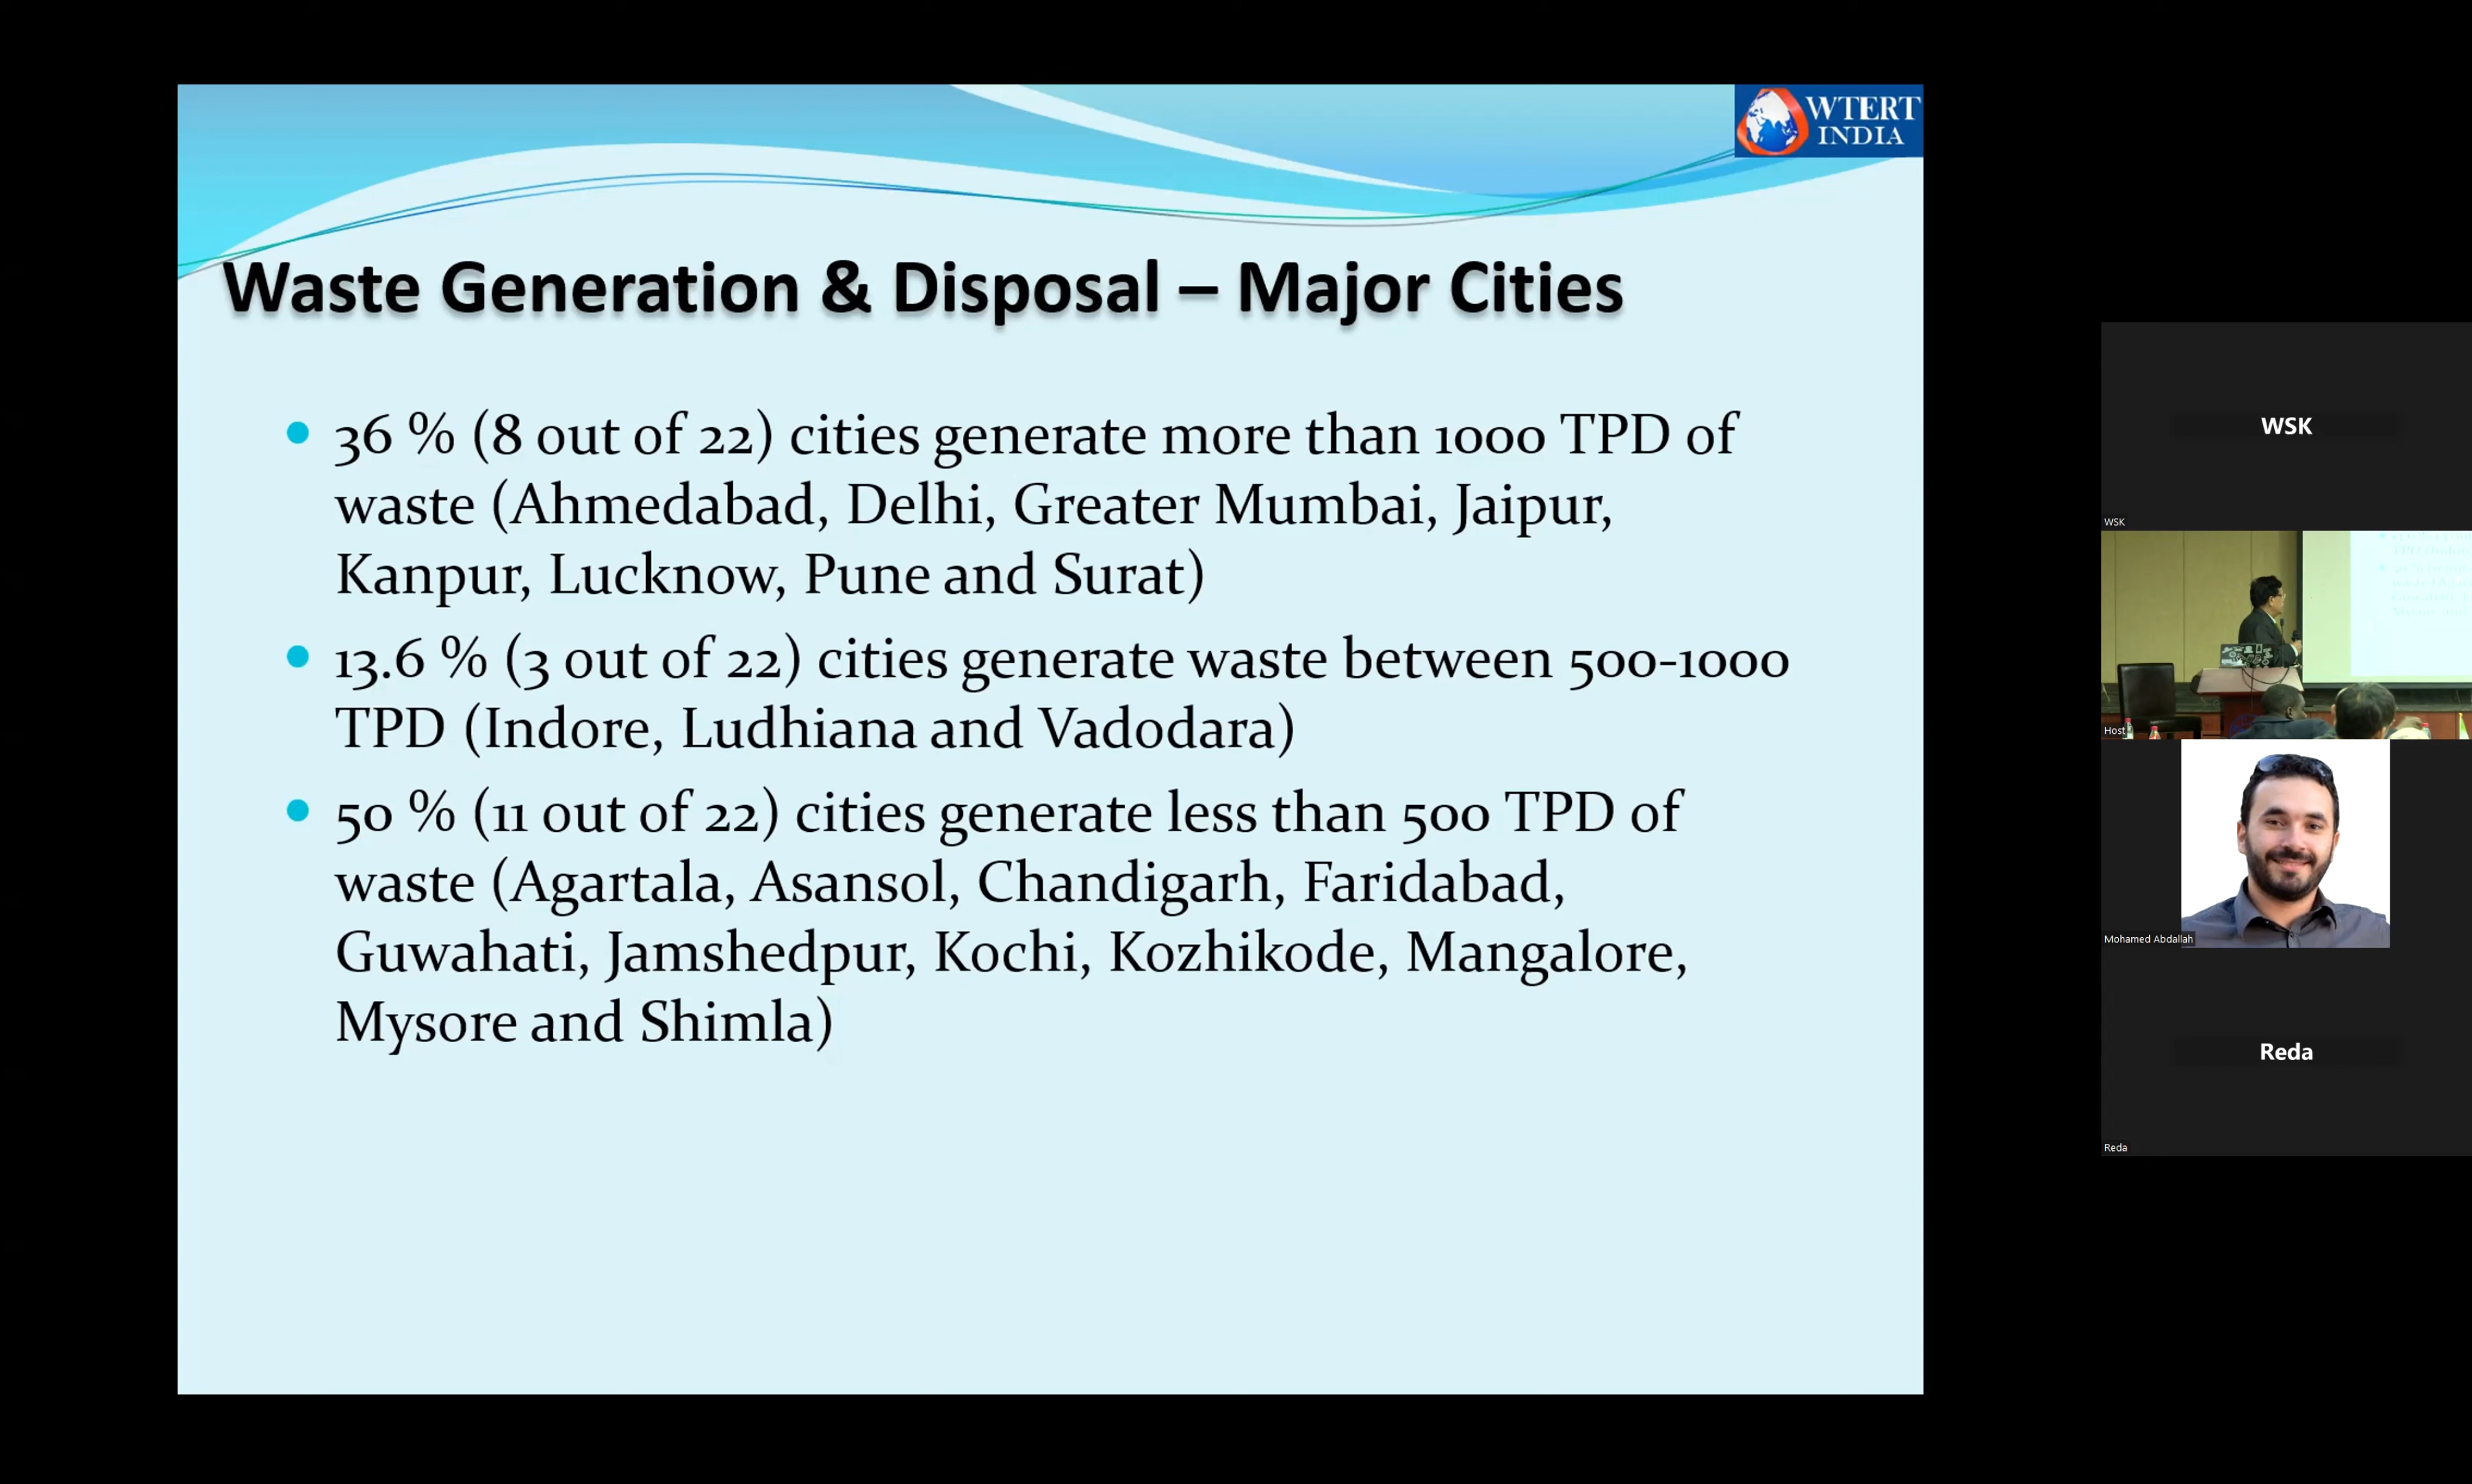 WTERT
INDIA
Waste Generation & Disposal – Major Cities
• 36 % (8 out of 22) cities generate more than 1000 TPD of
waste (Ahmedabad, Delhi, Greater Mumbai, Jaipur,
Kanpur, Lucknow, Pune and Surat)
• 13.6 % (3 out of 22) cities generate waste between 500-1000
TPD (Indore, Ludhiana and Vadodara)
• 50 % (11 out of 22) cities generate less than 500 TPD of
waste (Agartala, Asansol, Chandigarh, Faridabad,
Guwahati, Jamshedpur, Kochi, Kozhikode, Mangalore,
Mysore and Shimla)
WSK
WSK
Host
Mohamed Abdallah
Reda
Reda